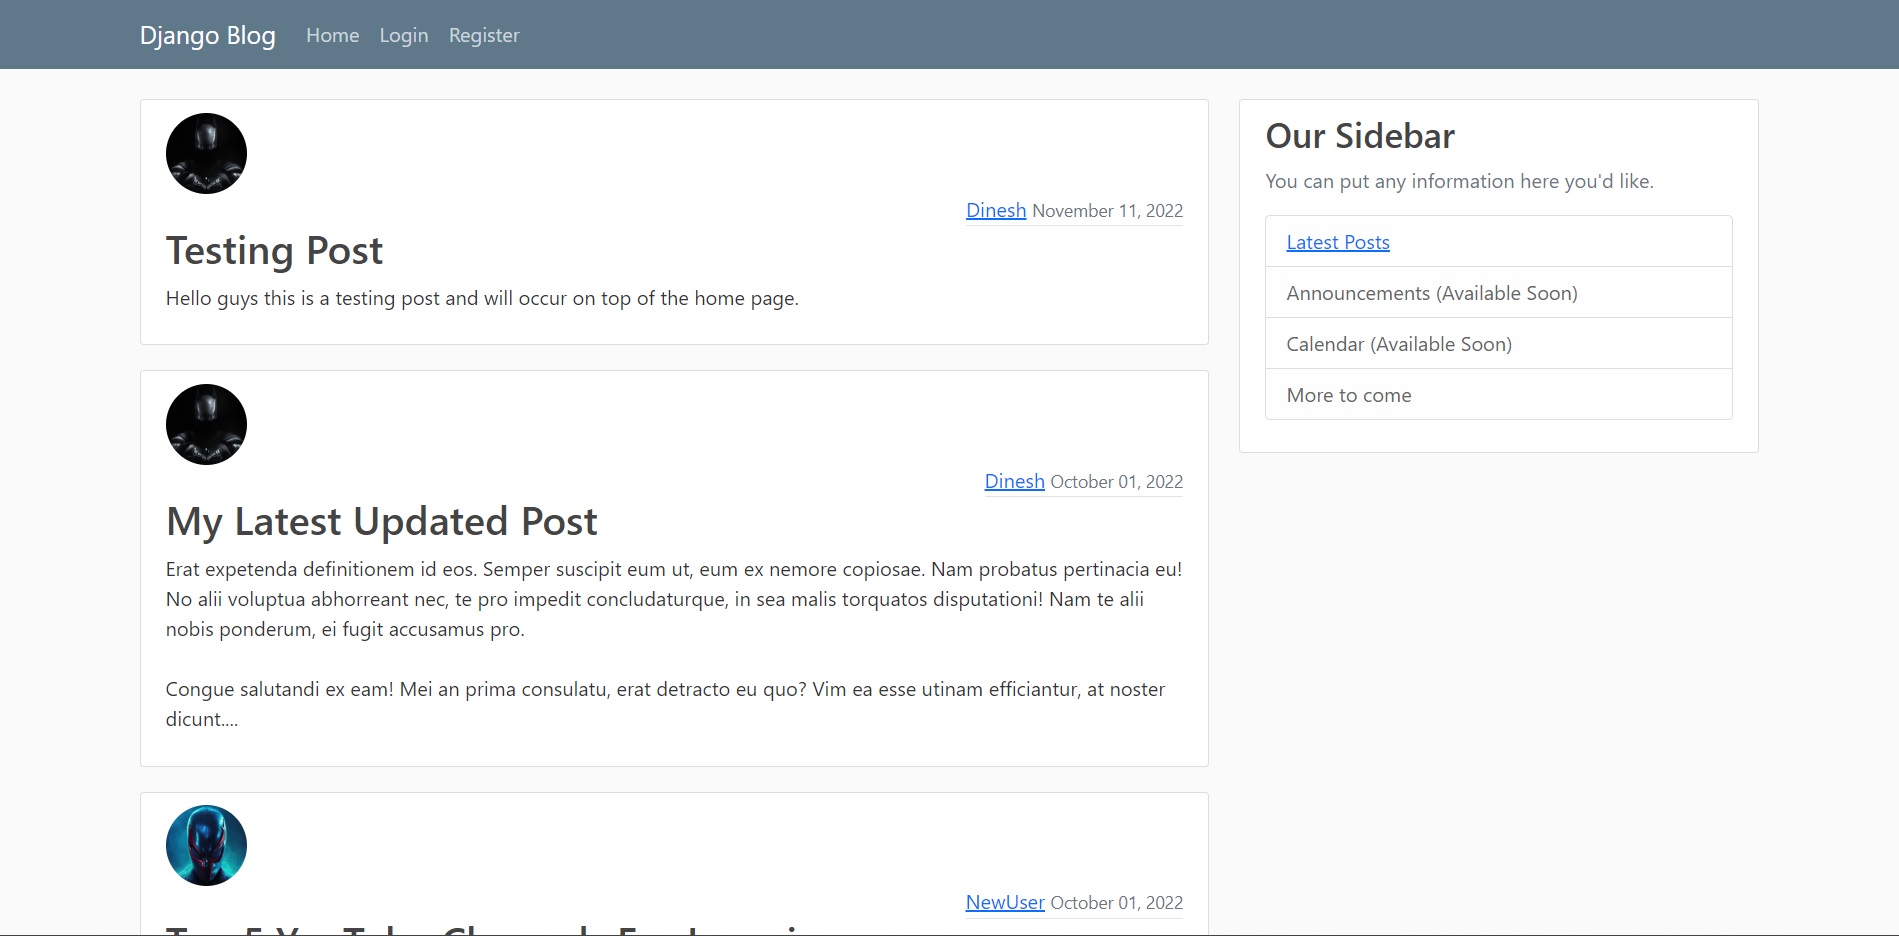 Django Blog Home Login Register
Dinesh November 11, 2022
Testing Post
Hello guys this is a testing post and will occur on top of the home page.
Dinesh October 01, 2022
My Latest Updated Post
Erat expetenda definitionem id eos. Semper suscipit eum ut, eum ex nemore copiosae. Nam probatus pertinacia eu!
No alii voluptua abhorreant nec, te pro impedit concludaturque, in sea malis torquatos disputationi! Nam te alii
nobis ponderum, ei fugit accusamus pro.
Congue salutandi ex eam! Mei an prima consulatu, erat detracto eu quo? Vim ea esse utinam efficiantur, at noster
dicunt....
NewUser October 01, 2022
Our Sidebar
You can put any information here you'd like.
Latest Posts
Announcements (Available Soon)
Calendar (Available Soon)
More to come